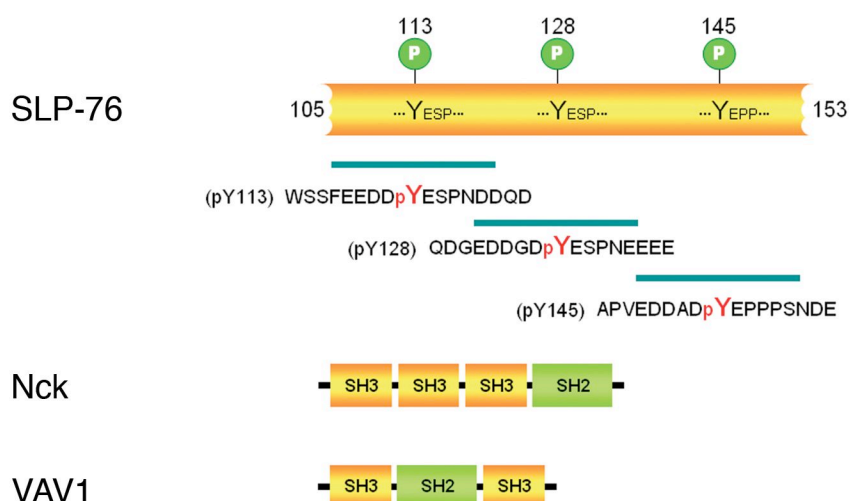 113 128 145
P P P
SLP-76 105 ...YESP... ...YESP... ...YEPP... 153
(pY113) WSSFEEDDpYESPNDDQD
(pY128) QDGEDDGDpYESPNEEEE
(pY145) APVEDDADpYEPPPSNDE
Nck SH3 SH3 SH3 SH2
VAV1 SH3 SH2 SH3